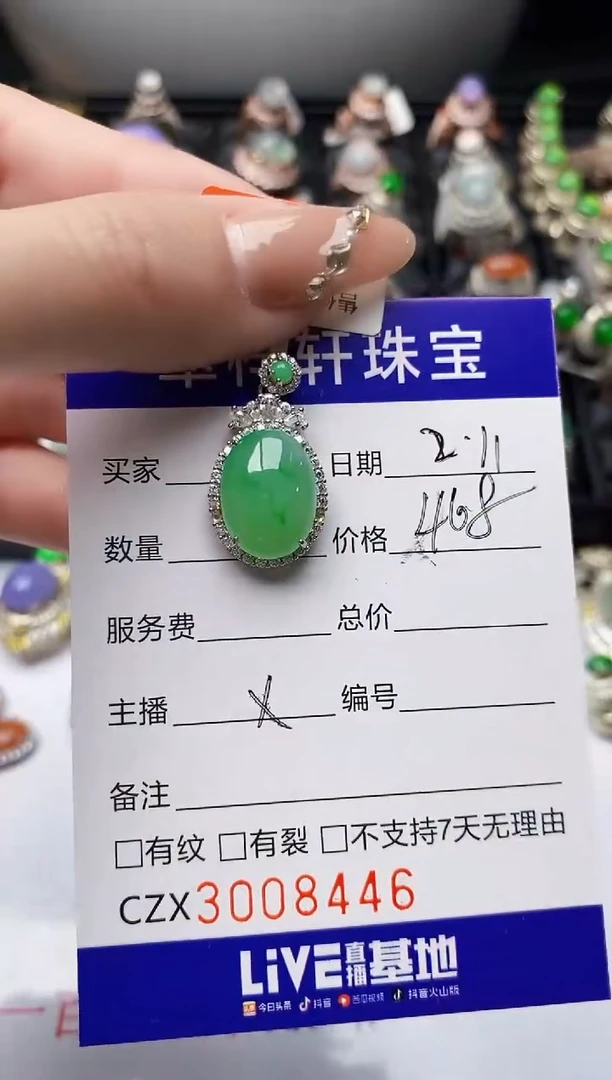 轩珠宝
买家 日期 2.11
数量 价格 468
服务费 总价
主播 编号
备注
□有纹 □有裂 □不支持7天无理由
CZX3008446
LIVE直播基地
今日头条 抖音 西瓜视频 抖音火山版